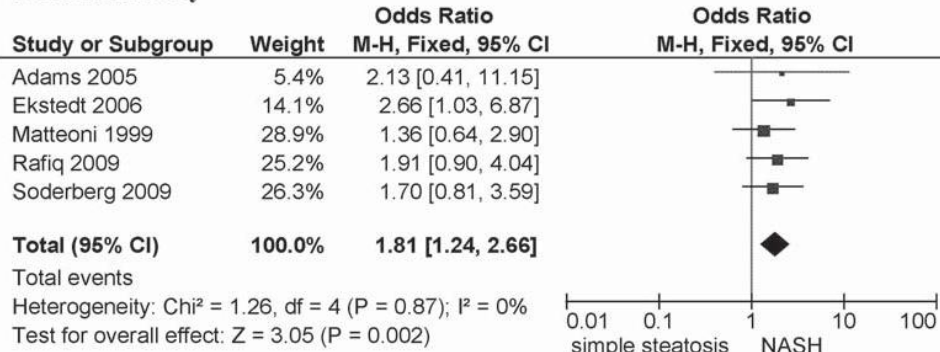 Odds Ratio Odds Ratio
Study or Subgroup Weight M-H, Fixed, 95% CI M-H, Fixed, 95% CI
Adams 2005 5.4% 2.13 [0.41, 11.15]
Ekstedt 2006 14.1% 2.66 [1.03, 6.87]
Matteoni 1999 28.9% 1.36 [0.64, 2.90]
Rafiq 2009 25.2% 1.91 [0.90, 4.04]
Soderberg 2009 26.3% 1.70 [0.81, 3.59]
Total (95% CI) 100.0% 1.81 [1.24, 2.66]
Total events
Heterogeneity: Chi² = 1.26, df = 4 (P = 0.87); I² = 0%
Test for overall effect: Z = 3.05 (P = 0.002)
0.01 0.1 1 10 100
simple steatosis NASH